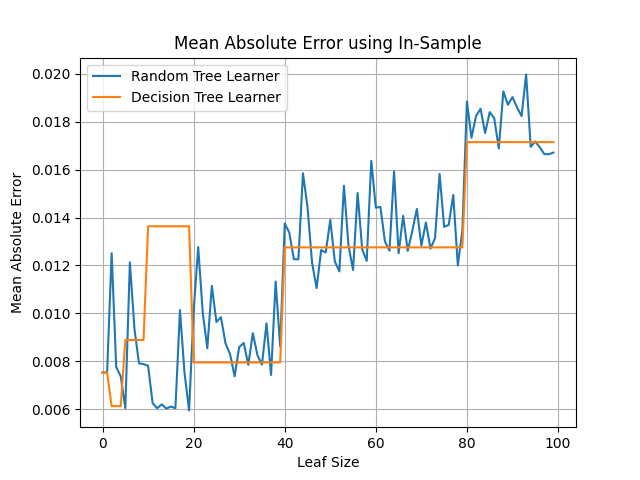 Mean Absolute Error using In-Sample
Random Tree Learner
Decision Tree Learner
Mean Absolute Error
0.020
0.018
0.016
0.014
0.012
0.010
0.008
0.006
0 20 40 60 80 100
Leaf Size